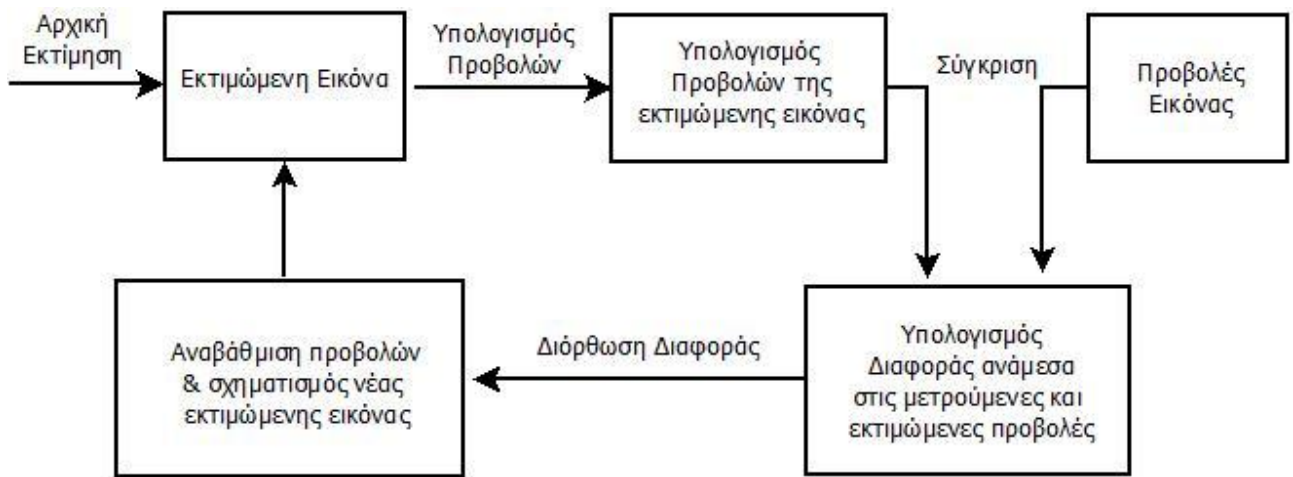 Αρχική
Εκτίμηση
Εκτιμώμενη Εικόνα
Υπολογισμός
Προβολών
Υπολογισμός
Προβολών της
εκτιμώμενης εικόνας
Σύγκριση
Προβολές
Εικόνας
Αναβάθμιση προβολών
& σχηματισμός νέας
εκτιμώμενης εικόνας
Διόρθωση Διαφοράς
Υπολογισμός
Διαφοράς ανάμεσα
στις μετρούμενες και
εκτιμώμενες προβολές